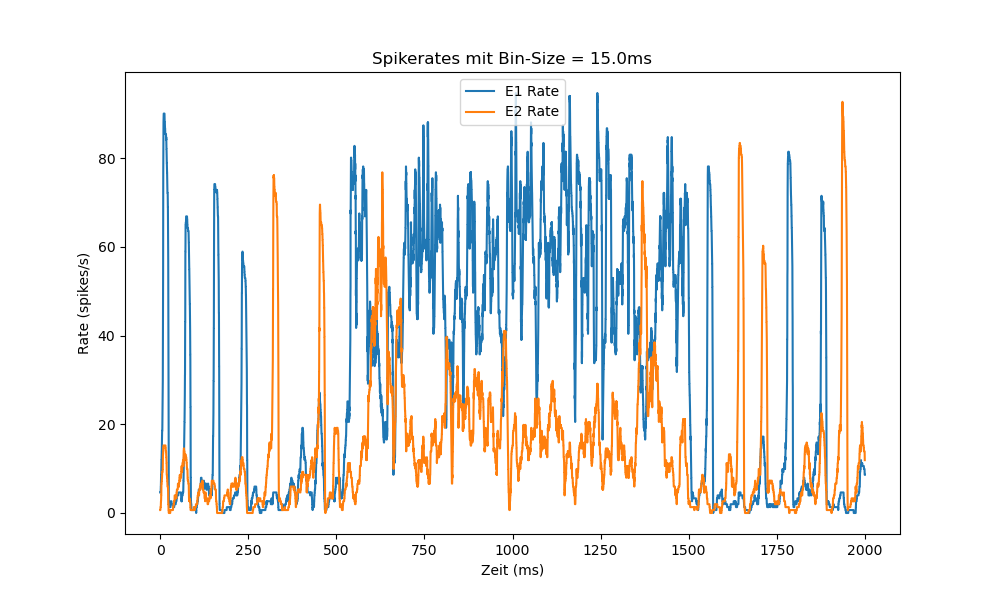 Spikerates mit Bin-Size = 15.0ms
E1 Rate
E2 Rate
Rate (spikes/s)
80
60
40
20
0
0 250 500 750 1000 1250 1500 1750 2000
Zeit (ms)